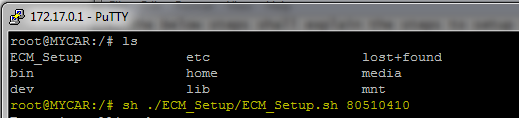 172.17.0.1 - PuTTY
root@MYCAR:/# ls
ECM_Setup etc lost+found
bin home media
dev lib mnt
root@MYCAR:/# sh ./ECM_Setup/ECM_Setup.sh 80510410